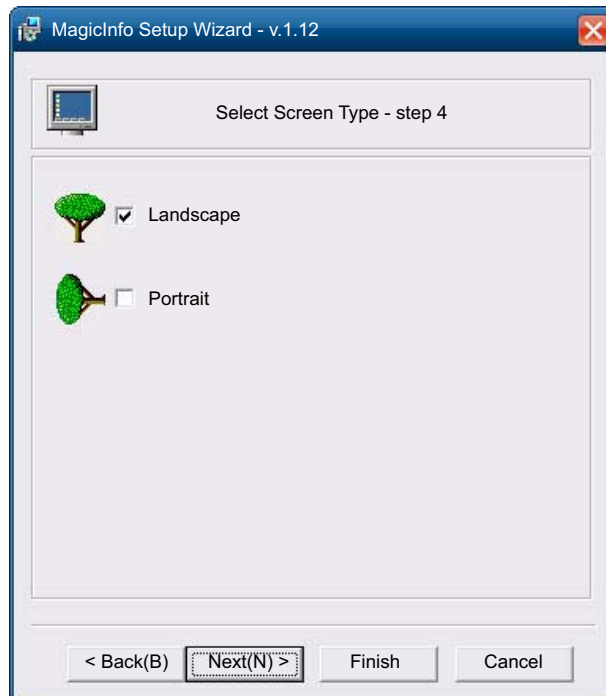 MagicInfo Setup Wizard - v.1.12
Select Screen Type - step 4
Landscape
Portrait
< Back(B) Next(N) > Finish Cancel